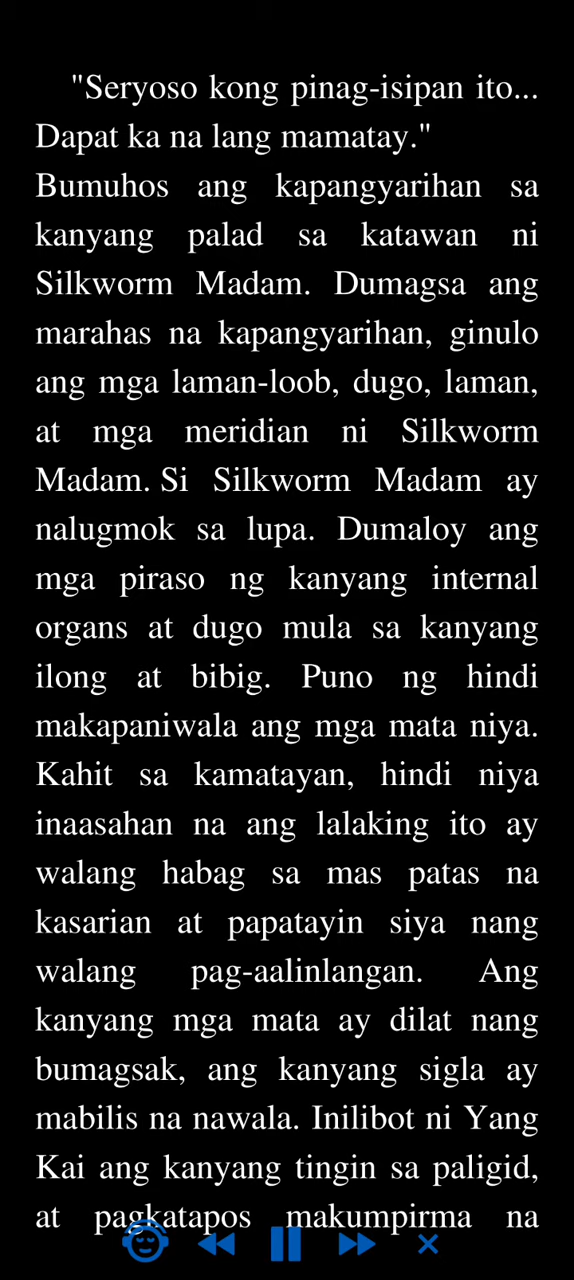 "Seryoso kong pinag-isipan ito...
Dapat ka na lang mamatay."
Bumuhos ang kapangyarihan sa
kanyang palad sa katawan ni
Silkworm Madam. Dumagsa ang
marahas na kapangyarihan, ginulo
ang mga laman-loob, dugo, laman,
at mga meridian ni Silkworm
Madam. Si Silkworm Madam ay
nalugmok sa lupa. Dumaloy ang
mga piraso ng kanyang internal
organs at dugo mula sa kanyang
ilong at bibig. Puno ng hindi
makapaniwala ang mga mata niya.
Kahit sa kamatayan, hindi niya
inaasahan na ang lalaking ito ay
walang habag sa mas patas na
kasarian at papatayin siya nang
walang pag-aalinlangan. Ang
kanyang mga mata ay dilat nang
bumagsak, ang kanyang sigla ay
mabilis na nawala. Inilibot ni Yang
Kai ang kanyang tingin sa paligid,
at pagkatapos makumpirma na